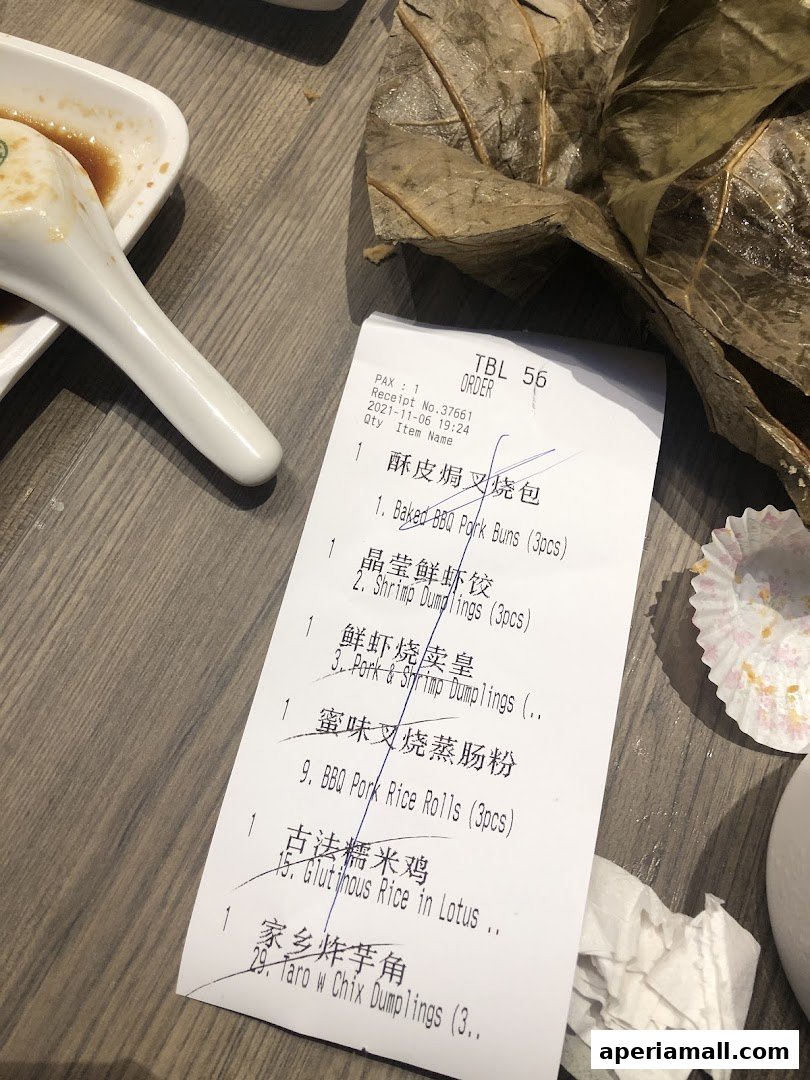 TBL 56
ORDER
PAX : 1
Receipt No.37661
2021-11-06 19:24
Qty Item Name
1 酥皮焗叉烧包
1. Baked BBQ Pork Buns (3pcs)
1 晶莹鲜虾饺
2. Shrimp Dumplings (3pcs)
1 鲜虾烧卖皇
3. Pork & Shrimp Dumplings (..
1 蜜味叉烧蒸肠粉
9. BBQ Pork Rice Rolls (3pcs)
1 古法糯米鸡
15. Glutinous Rice in Lotus ..
1 家乡炸芋角
29. Taro w Chix Dumplings (3..
aperiamall.com